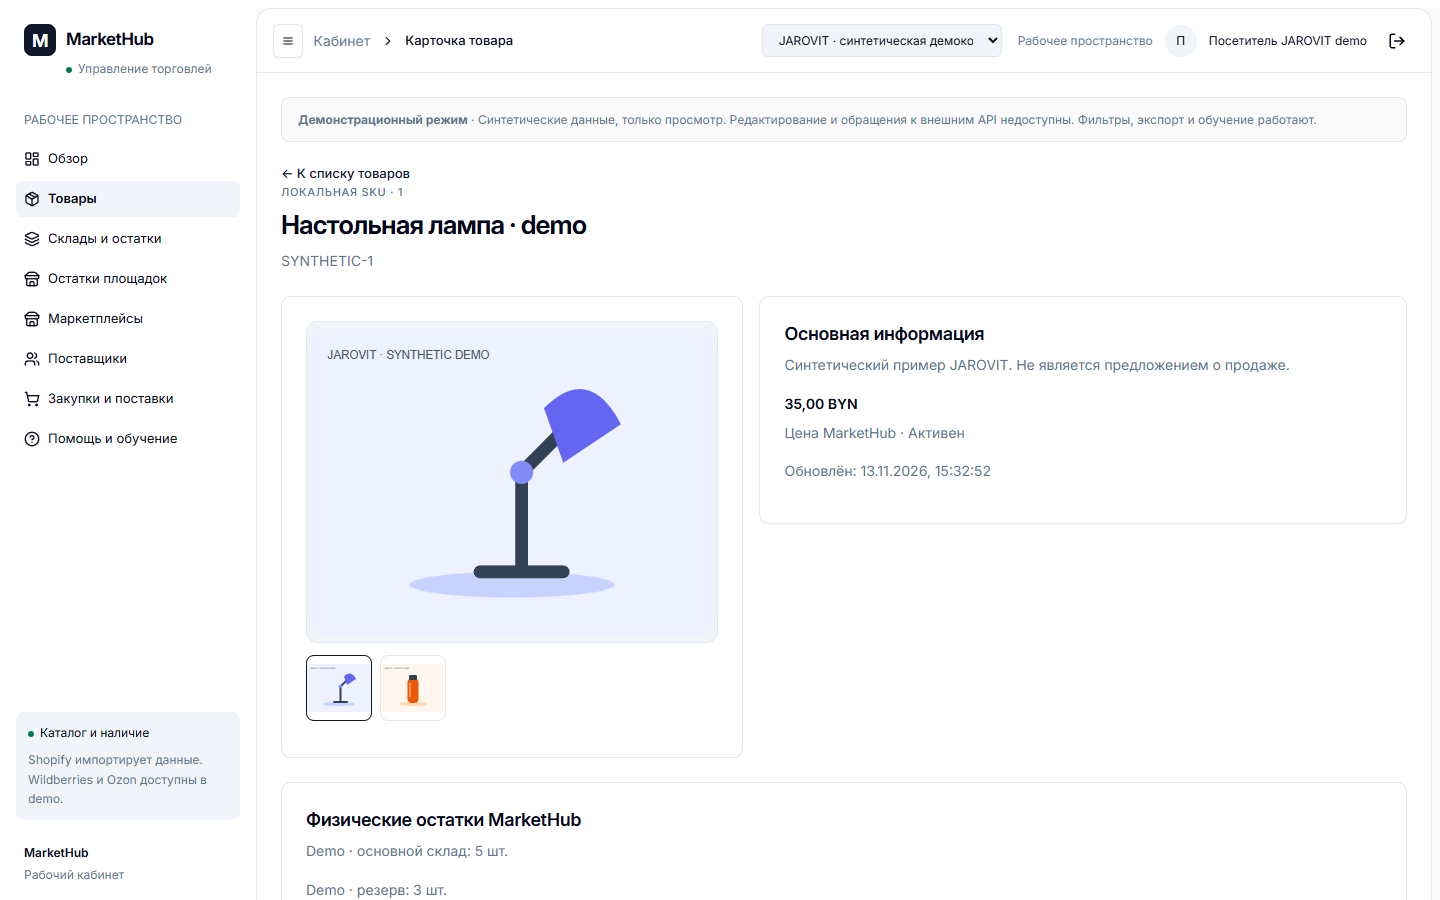 M MarketHub
Управление торговлей
РАБОЧЕЕ ПРОСТРАНСТВО
Обзор
Товары
Склады и остатки
Остатки площадок
Маркетплейсы
Поставщики
Закупки и поставки
Помощь и обучение
Каталог и наличие
Shopify импортирует данные.
Wildberries и Ozon доступны в
demo.
MarketHub
Рабочий кабинет
Кабинет > Карточка товара
JAROVIT · синтетическая демоко
Рабочее пространство
П
Посетитель JAROVIT demo
Демонстрационный режим · Синтетические данные, только просмотр. Редактирование и обращения к внешним API недоступны. Фильтры, экспорт и обучение работают.
← К списку товаров
ЛОКАЛЬНАЯ SKU · 1
Настольная лампа · demo
SYNTHETIC-1
JAROVIT · SYNTHETIC DEMO
Основная информация
Синтетический пример JAROVIT. Не является предложением о продаже.
35,00 BYN
Цена MarketHub · Активен
Обновлён: 13.11.2026, 15:32:52
Физические остатки MarketHub
Demo · основной склад: 5 шт.
Demo · резерв: 3 шт.